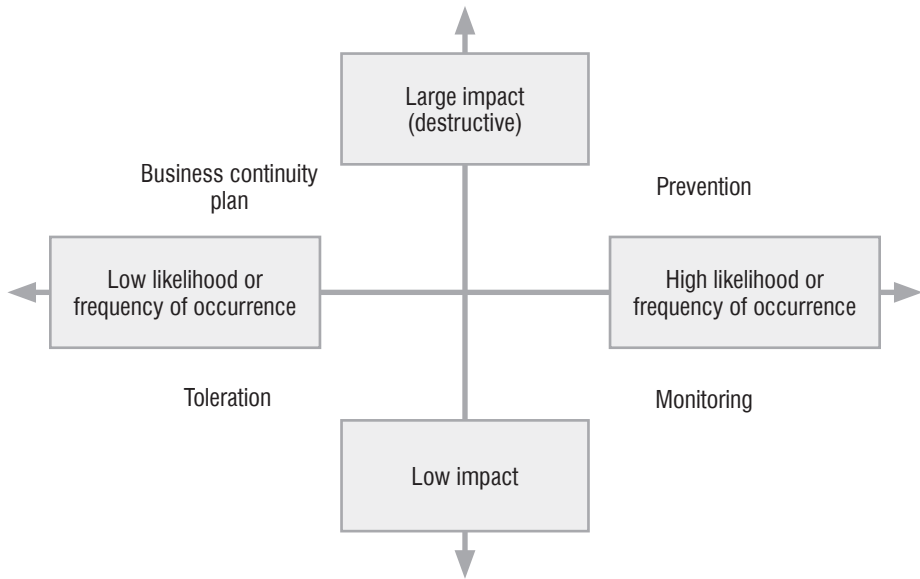 Large impact
(destructive)
Business continuity
plan
Prevention
Low likelihood or
frequency of occurrence
High likelihood or
frequency of occurrence
Toleration
Monitoring
Low impact